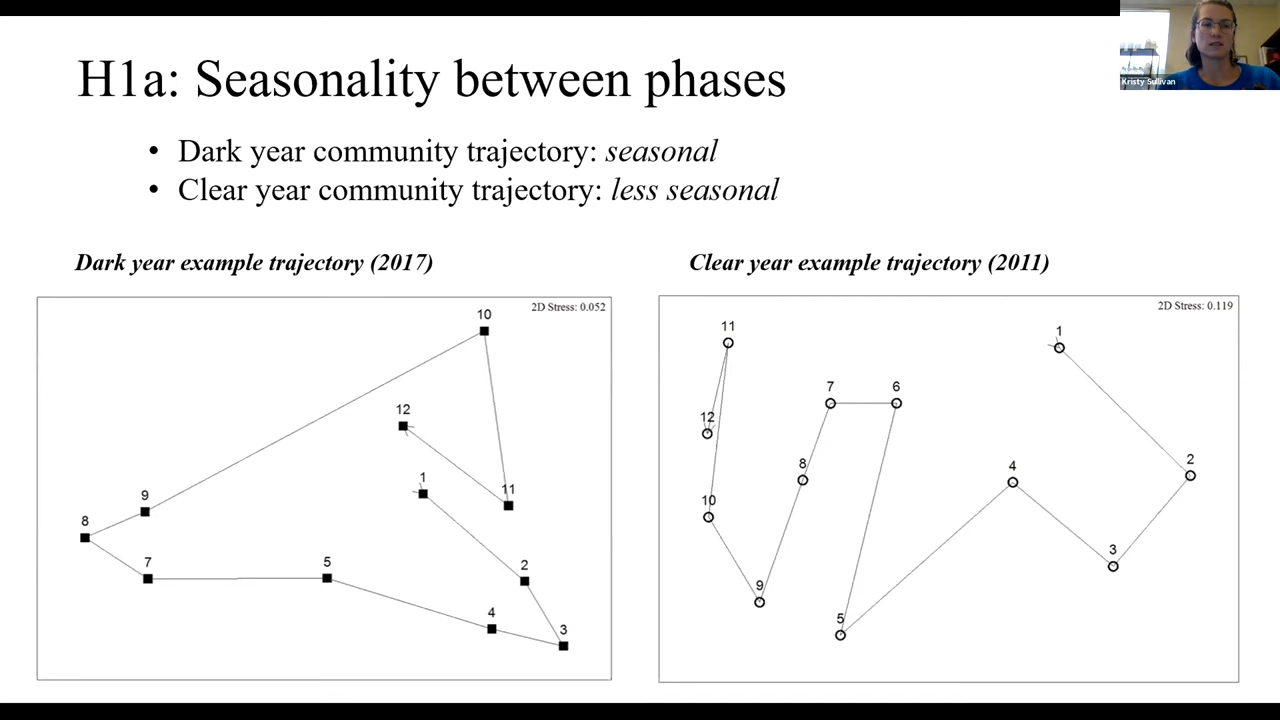 Kristy Sullivan
H1a: Seasonality between phases
• Dark year community trajectory: seasonal
• Clear year community trajectory: less seasonal
Dark year example trajectory (2017)
2D Stress: 0.052
10
12
1
11
9
8
7
5
2
4
3
Clear year example trajectory (2011)
2D Stress: 0.119
11
1
7
6
12
8
4
2
10
3
9
5